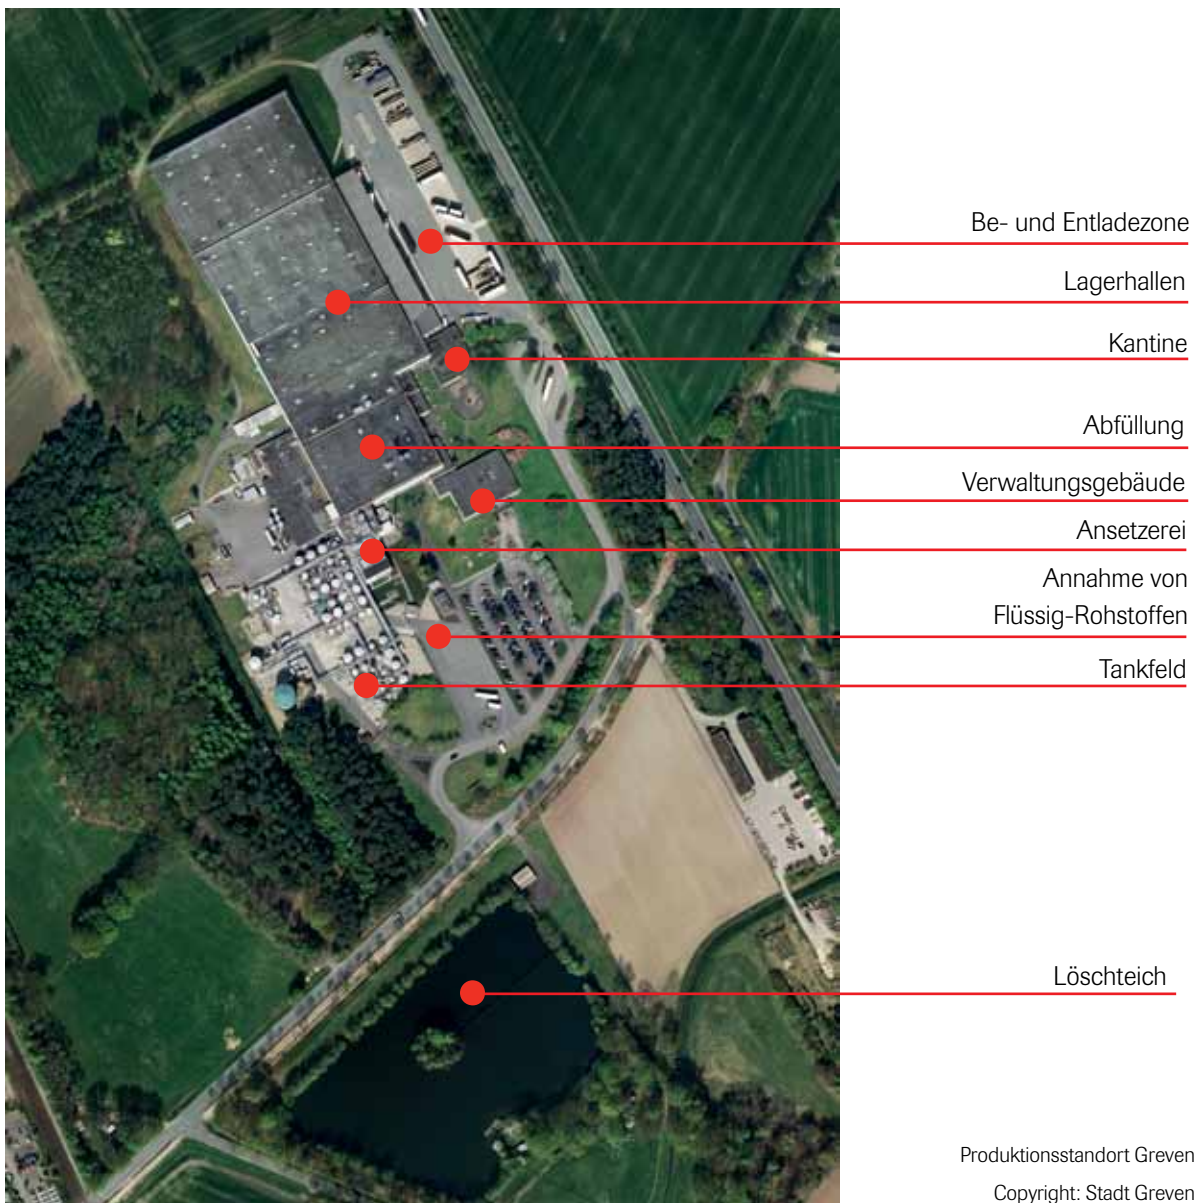 Be- und Entladezone
Lagerhallen
Kantine
Abfüllung
Verwaltungsgebäude
Ansetzerei
Annahme von
Flüssig-Rohstoffen
Tankfeld
Löschteich
Produktionsstandort Greven
Copyright: Stadt Greven